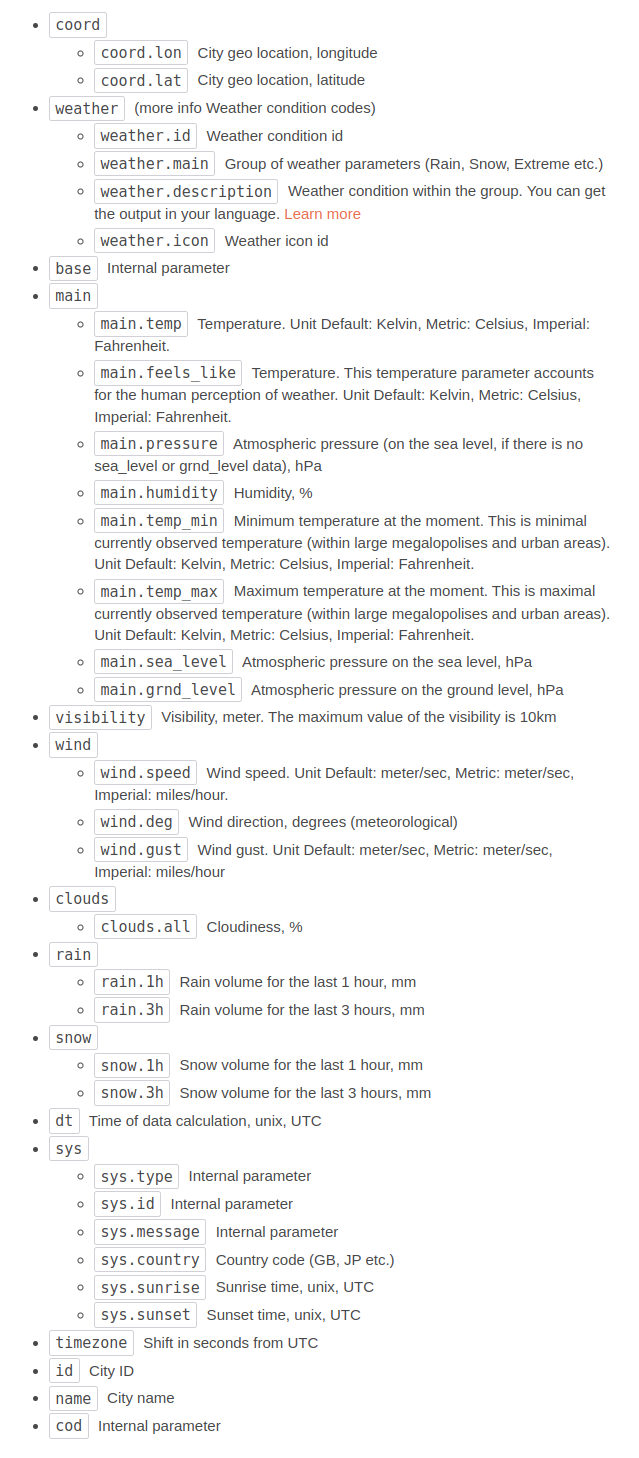 coord
coord.lon City geo location, longitude
coord.lat City geo location, latitude
weather (more info Weather condition codes)
weather.id Weather condition id
weather.main Group of weather parameters (Rain, Snow, Extreme etc.)
weather.description Weather condition within the group. You can get
the output in your language. Learn more
weather.icon Weather icon id
base Internal parameter
main
main.temp Temperature. Unit Default: Kelvin, Metric: Celsius, Imperial:
Fahrenheit.
main.feels_like Temperature. This temperature parameter accounts
for the human perception of weather. Unit Default: Kelvin, Metric: Celsius,
Imperial: Fahrenheit.
main.pressure Atmospheric pressure (on the sea level, if there is no
sea_level or grnd_level data), hPa
main.humidity Humidity, %
main.temp_min Minimum temperature at the moment. This is minimal
currently observed temperature (within large megalopolises and urban areas).
Unit Default: Kelvin, Metric: Celsius, Imperial: Fahrenheit.
main.temp_max Maximum temperature at the moment. This is maximal
currently observed temperature (within large megalopolises and urban areas).
Unit Default: Kelvin, Metric: Celsius, Imperial: Fahrenheit.
main.sea_level Atmospheric pressure on the sea level, hPa
main.grnd_level Atmospheric pressure on the ground level, hPa
visibility Visibility, meter. The maximum value of the visibility is 10km
wind
wind.speed Wind speed. Unit Default: meter/sec, Metric: meter/sec,
Imperial: miles/hour.
wind.deg Wind direction, degrees (meteorological)
wind.gust Wind gust. Unit Default: meter/sec, Metric: meter/sec,
Imperial: miles/hour
clouds
clouds.all Cloudiness, %
rain
rain.1h Rain volume for the last 1 hour, mm
rain.3h Rain volume for the last 3 hours, mm
snow
snow.1h Snow volume for the last 1 hour, mm
snow.3h Snow volume for the last 3 hours, mm
dt Time of data calculation, unix, UTC
sys
sys.type Internal parameter
sys.id Internal parameter
sys.message Internal parameter
sys.country Country code (GB, JP etc.)
sys.sunrise Sunrise time, unix, UTC
sys.sunset Sunset time, unix, UTC
timezone Shift in seconds from UTC
id City ID
name City name
cod Internal parameter